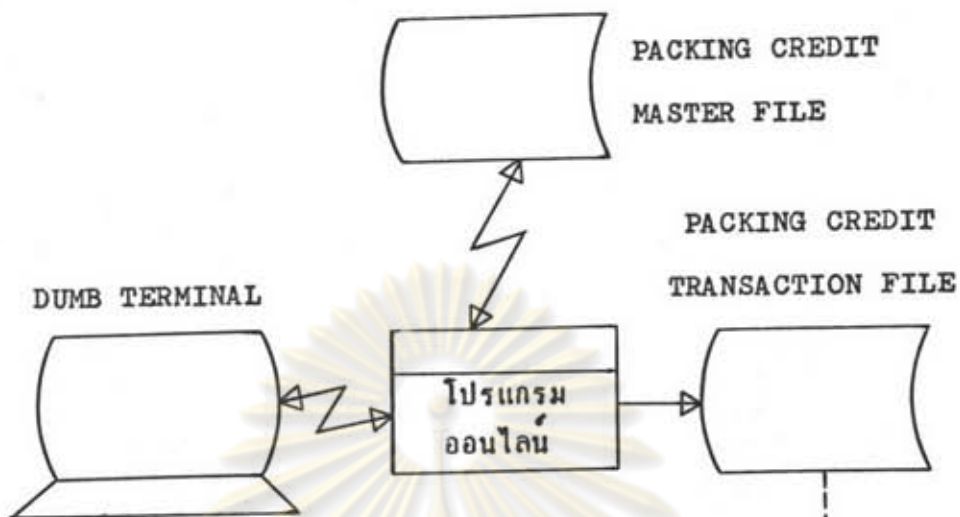 PACKING CREDIT
MASTER FILE
PACKING CREDIT
TRANSACTION FILE
DUMB TERMINAL
โปรแกรม
ออนไลน์